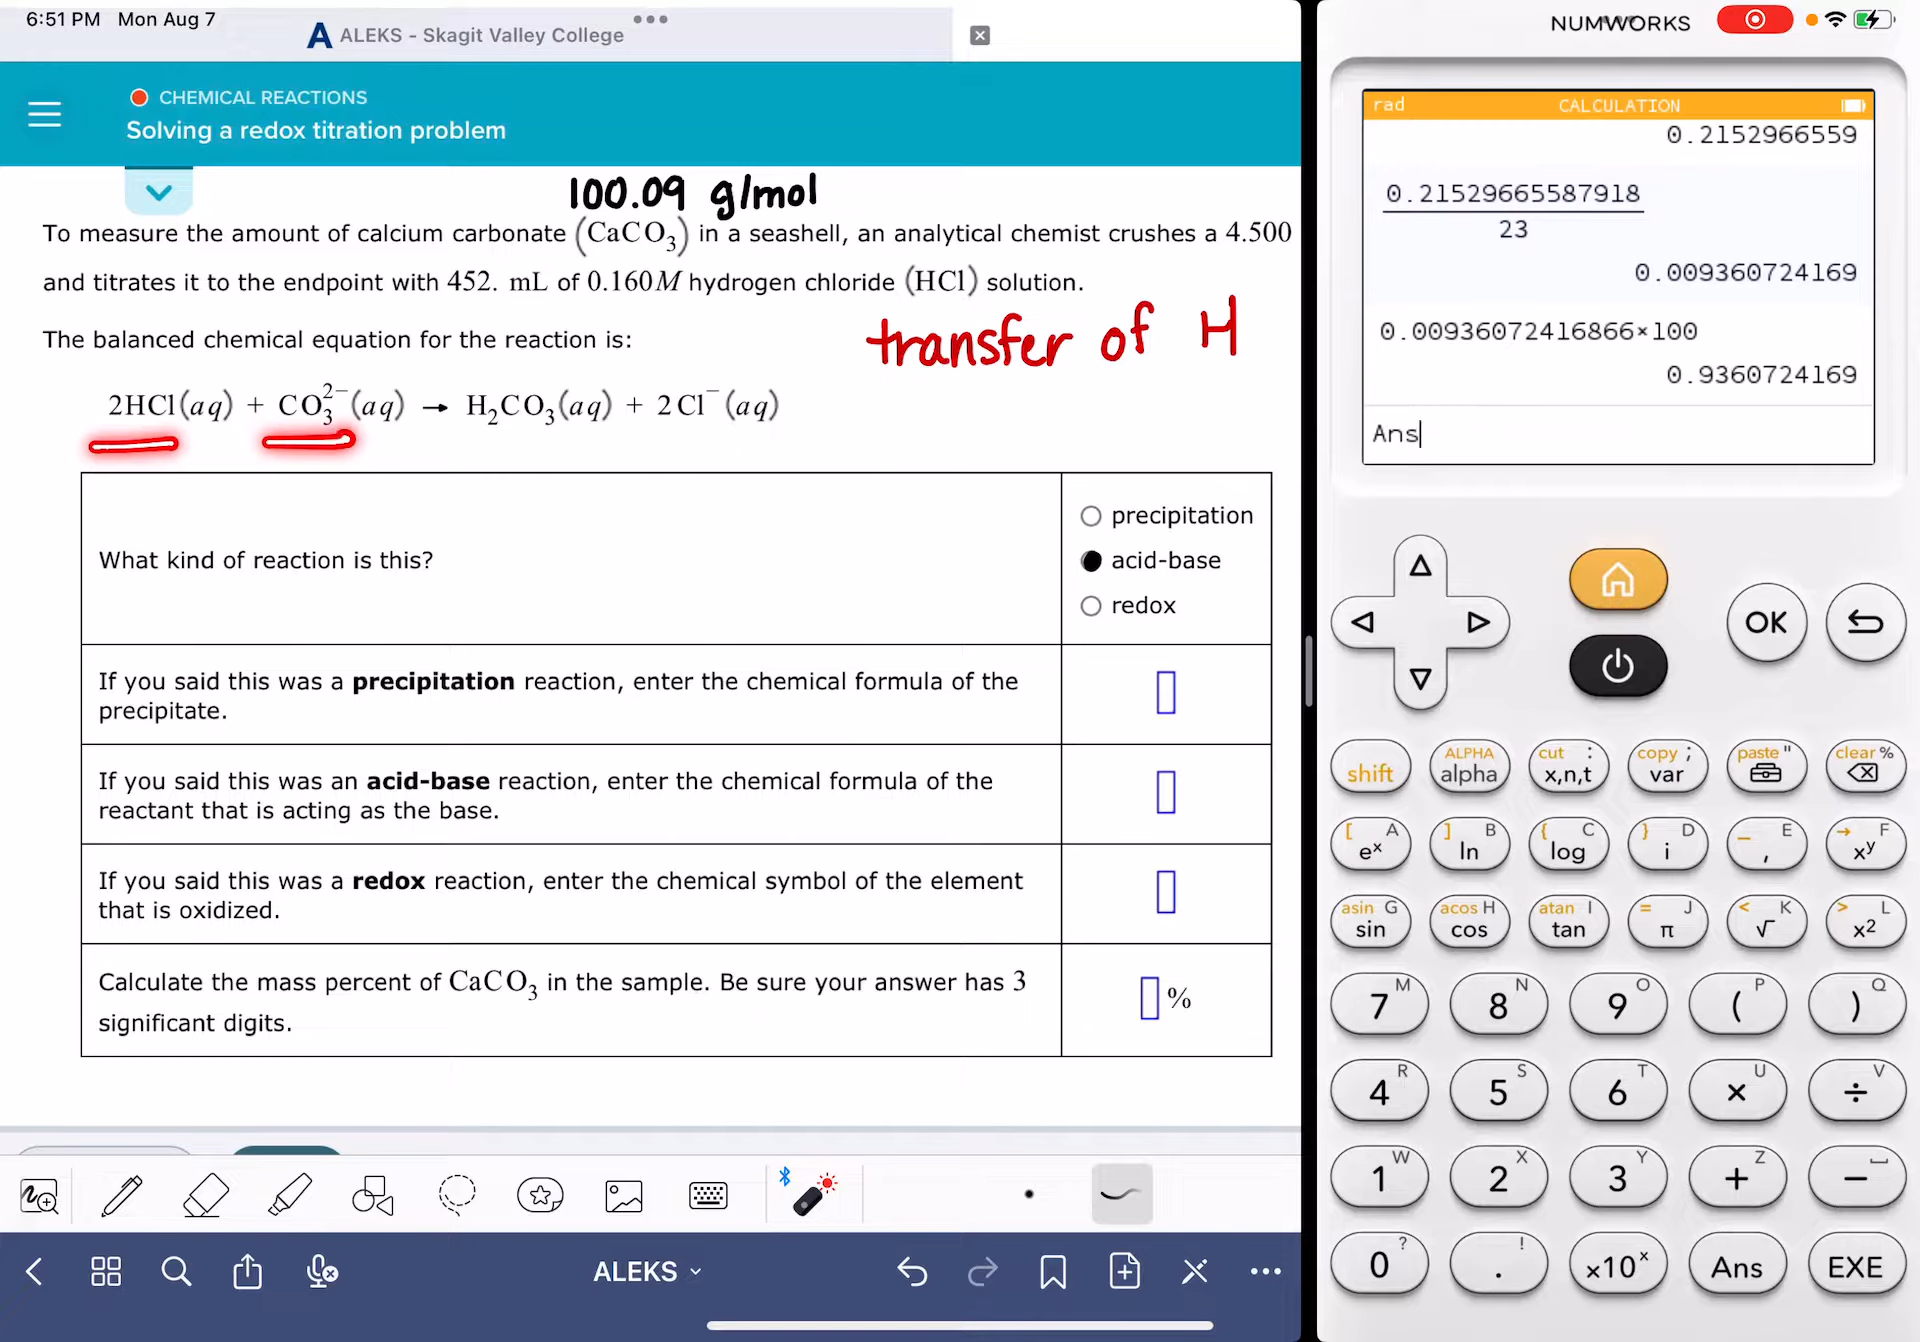 6:51 PM Mon Aug 7
ALEKS - Skagit Valley College
CHEMICAL REACTIONS
Solving a redox titration problem
100.09 g/mol
To measure the amount of calcium carbonate (CaCO₃) in a seashell, an analytical chemist crushes a 4.500
and titrates it to the endpoint with 452. mL of 0.160 M hydrogen chloride (HCl) solution.
The balanced chemical equation for the reaction is:
transfer of H
2HCl(aq) + CO₃²⁻(aq) → H₂CO₃(aq) + 2Cl⁻(aq)
What kind of reaction is this?
precipitation
acid-base
redox
If you said this was a precipitation reaction, enter the chemical formula of the
precipitate.
If you said this was an acid-base reaction, enter the chemical formula of the
reactant that is acting as the base.
If you said this was a redox reaction, enter the chemical symbol of the element
that is oxidized.
Calculate the mass percent of CaCO₃ in the sample. Be sure your answer has 3
significant digits.
%
ALEKS
NUMWORKS
rad CALCULATION
0.2152966559
0.21529665587918
23
0.009360724169
0.00936072416866×100
0.9360724169
Ans
OK
shift ALPHA alpha cut : x,n,t copy ; var paste " clear %
[ A eˣ ] B ln { C log } D i _ E , → F xʸ
asin G sin acos H cos atan I tan = J π < K √ > L x²
7 M 8 N 9 O ( P ) Q
4 R 5 S 6 T × U ÷ V
1 W 2 X 3 Y + Z −
0 ? . ! ×10ˣ Ans EXE